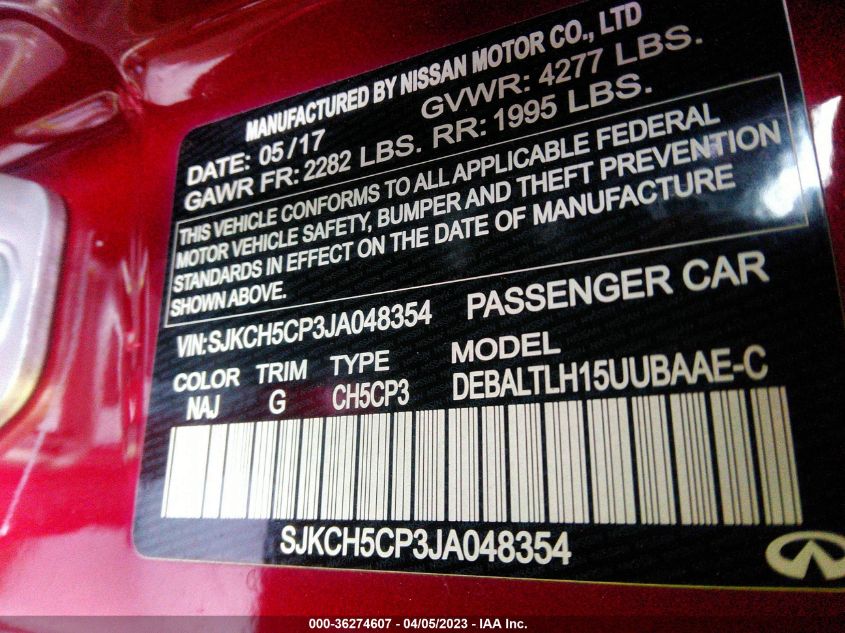 MANUFACTURED BY NISSAN MOTOR CO., LTD
DATE: 05/17 GVWR: 4277 LBS.
GAWR FR: 2282 LBS. RR: 1995 LBS.
THIS VEHICLE CONFORMS TO ALL APPLICABLE FEDERAL
MOTOR VEHICLE SAFETY, BUMPER AND THEFT PREVENTION
STANDARDS IN EFFECT ON THE DATE OF MANUFACTURE
SHOWN ABOVE.
VIN:SJKCH5CP3JA048354 PASSENGER CAR
COLOR TRIM TYPE MODEL
NAJ G CH5CP3 DEBALTLH15UUBAAE-C
SJKCH5CP3JA048354
000-36274607 - 04/05/2023 - IAA Inc.